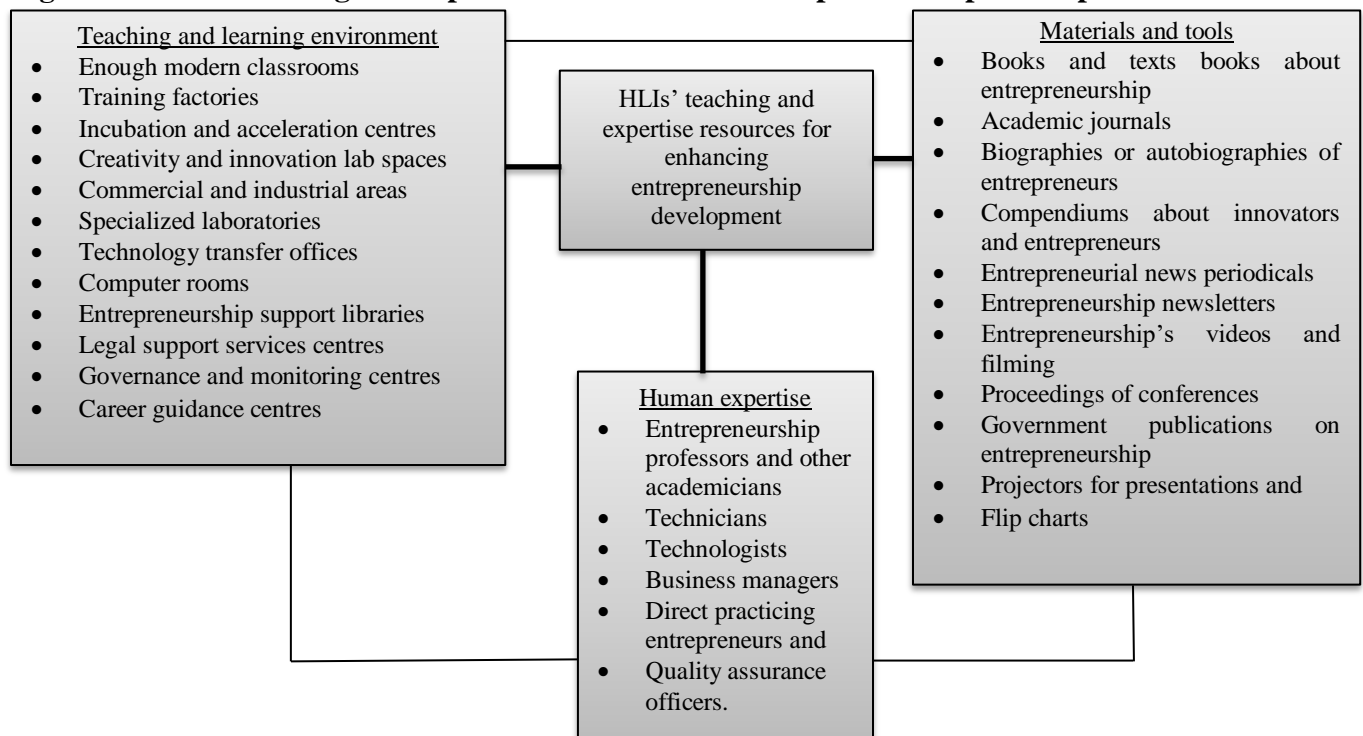 Teaching and learning environment
• Enough modern classrooms
• Training factories
• Incubation and acceleration centres
• Creativity and innovation lab spaces
• Commercial and industrial areas
• Specialized laboratories
• Technology transfer offices
• Computer rooms
• Entrepreneurship support libraries
• Legal support services centres
• Governance and monitoring centres
• Career guidance centres
HLIs’ teaching and
expertise resources for
enhancing
entrepreneurship
development
Human expertise
• Entrepreneurship
professors and other
academicians
• Technicians
• Technologists
• Business managers
• Direct practicing
entrepreneurs and
• Quality assurance
officers.
Materials and tools
• Books and texts books about
entrepreneurship
• Academic journals
• Biographies or autobiographies of
entrepreneurs
• Compendiums about innovators
and entrepreneurs
• Entrepreneurial news periodicals
• Entrepreneurship newsletters
• Entrepreneurship’s videos and
filming
• Proceedings of conferences
• Government publications on
entrepreneurship
• Projectors for presentations and
• Flip charts